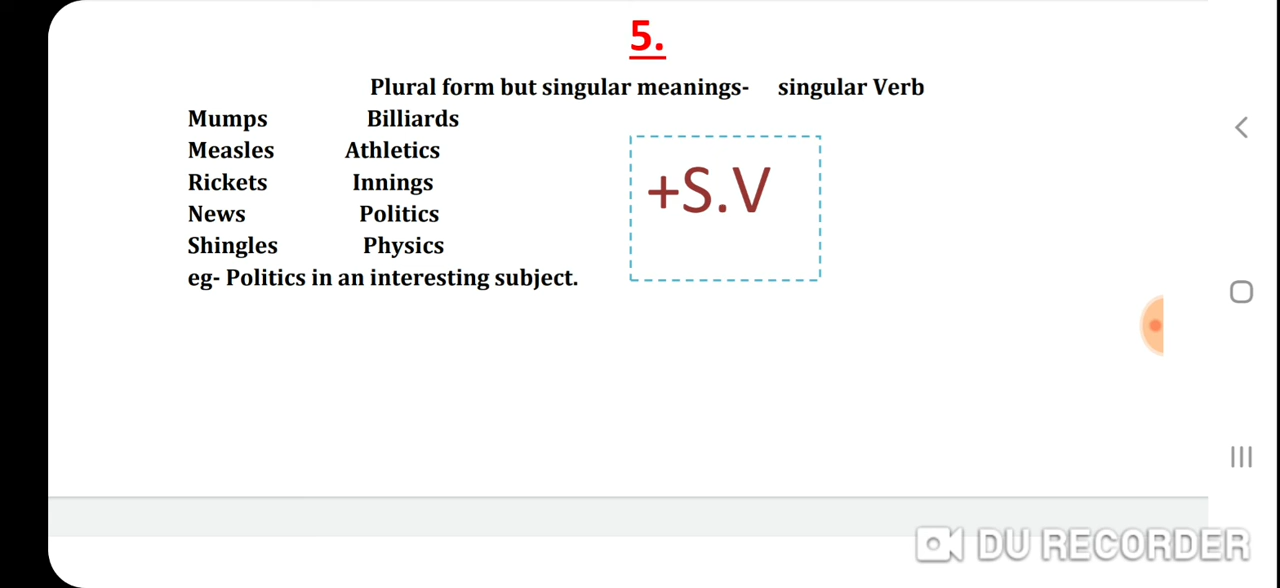 5.
Plural form but singular meanings- singular Verb
Mumps Billiards
Measles Athletics
Rickets Innings
News Politics
Shingles Physics
eg- Politics in an interesting subject.
+S.V
DU RECORDER